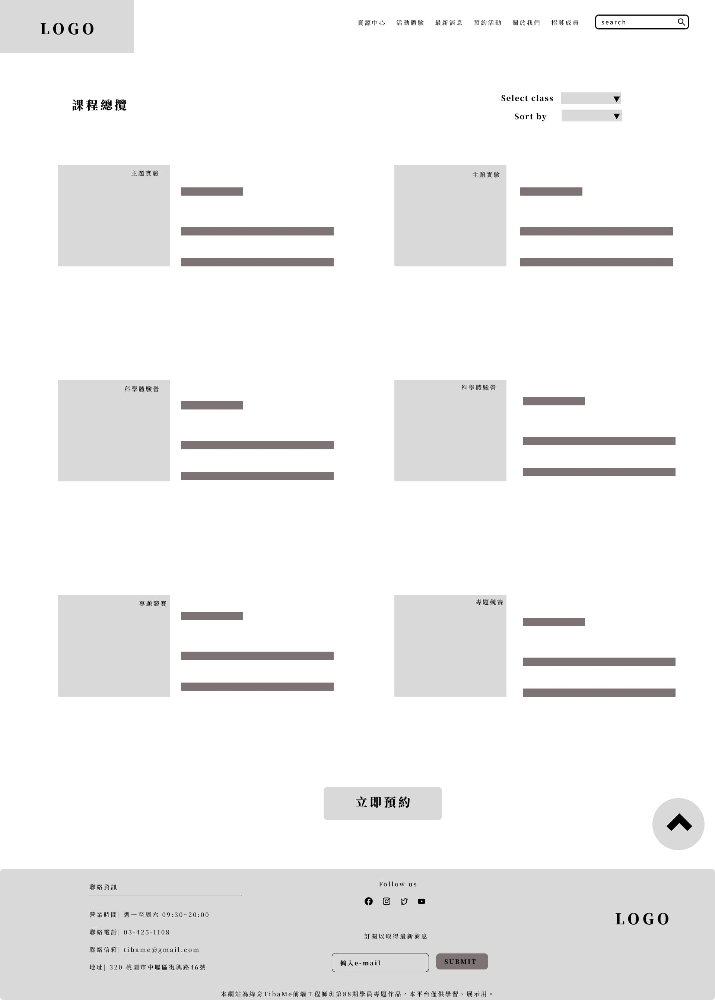 LOGO
資源中心 活動體驗 最新消息 預約活動 關於我們 招募成員
search
課程總攬
Select class
Sort by
主題實驗
主題實驗
科學體驗營
科學體驗營
專題競賽
專題競賽
立即預約
聯絡資訊
營業時間| 週一至周六 09:30~20:00
聯絡電話| 03-425-1108
聯絡信箱| tibame@gmail.com
地址| 320 桃園市中壢區復興路46號
Follow us
訂閱以取得最新消息
輸入e-mail
SUBMIT
LOGO
本網站為緯育TibaMe前端工程師班第88期學員專題作品，本平台僅供學習、展示用。